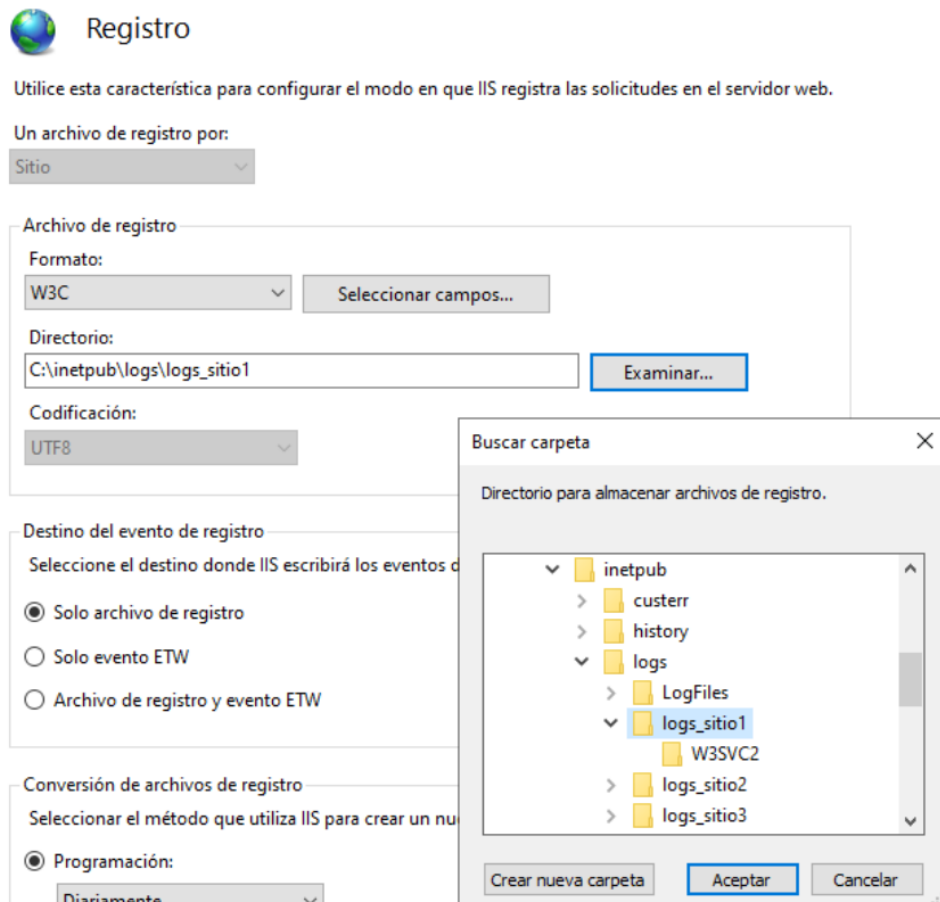 Registro
Utilice esta característica para configurar el modo en que IIS registra las solicitudes en el servidor web.
Un archivo de registro por:
Sitio
Archivo de registro
Formato:
W3C
Seleccionar campos...
Directorio:
C:\inetpub\logs\logs_sitio1
Examinar...
Codificación:
UTF8
Buscar carpeta
Directorio para almacenar archivos de registro.
inetpub
custerr
history
logs
LogFiles
logs_sitio1
W3SVC2
logs_sitio2
logs_sitio3
Crear nueva carpeta
Aceptar
Cancelar
Destino del evento de registro
Seleccione el destino donde IIS escribirá los eventos d
Solo archivo de registro
Solo evento ETW
Archivo de registro y evento ETW
Conversión de archivos de registro
Seleccionar el método que utiliza IIS para crear un nu
Programación:
Diariamente